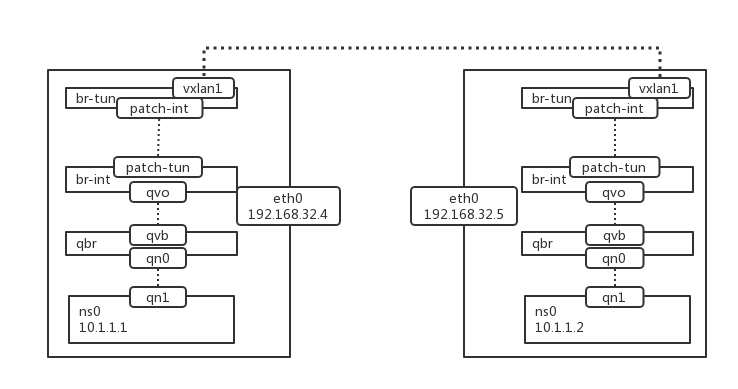 vxlan1
br-tun
patch-int
patch-tun
br-int
qvo
eth0
192.168.32.4
qvb
qbr
qn0
qn1
ns0
10.1.1.1
vxlan1
br-tun
patch-int
patch-tun
br-int
qvo
eth0
192.168.32.5
qvb
qbr
qn0
qn1
ns0
10.1.1.2